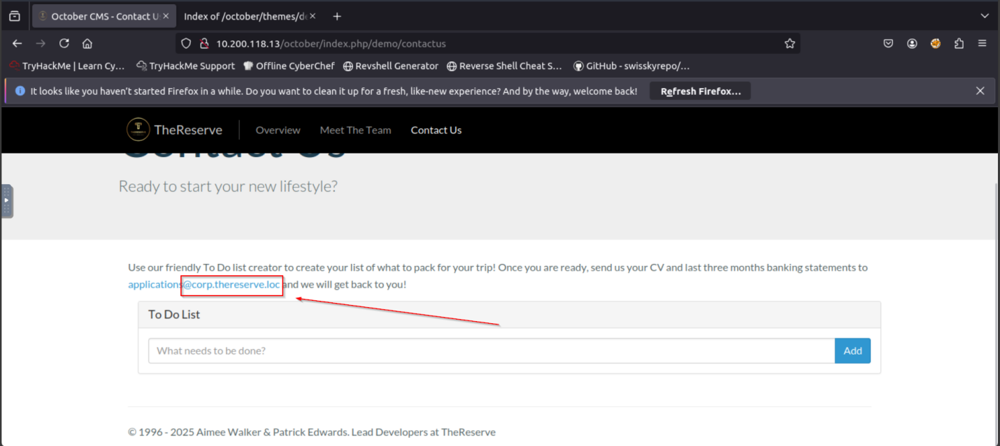 October CMS - Contact U
Index of /october/themes/de
10.200.118.13/october/index.php/demo/contactus
TryHackMe | Learn Cy…
TryHackMe Support
Offline CyberChef
Revshell Generator
Reverse Shell Cheat S…
GitHub - swisskyrepo/…
It looks like you haven't started Firefox in a while. Do you want to clean it up for a fresh, like-new experience? And by the way, welcome back!
Refresh Firefox…
TheReserve
Overview
Meet The Team
Contact Us
Contact Us
Ready to start your new lifestyle?
Use our friendly To Do list creator to create your list of what to pack for your trip! Once you are ready, send us your CV and last three months banking statements to
applications@corp.thereserve.loc and we will get back to you!
To Do List
What needs to be done?
Add
© 1996 - 2025 Aimee Walker & Patrick Edwards. Lead Developers at TheReserve